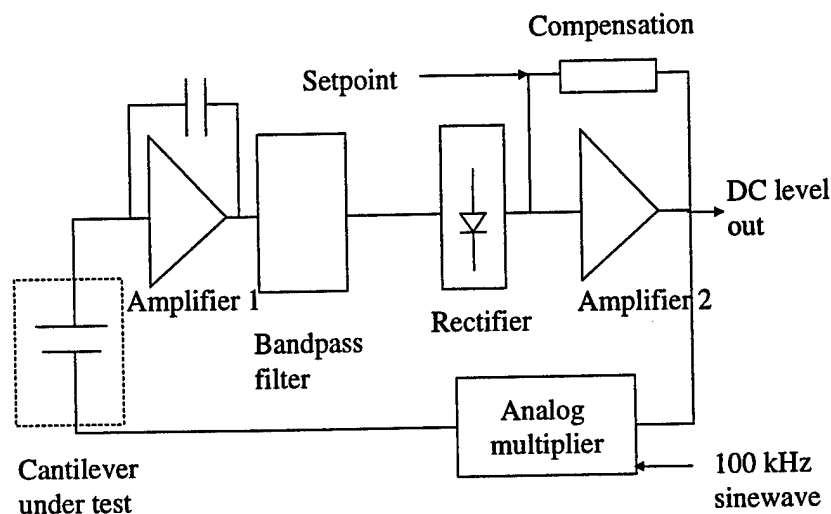 Compensation
Setpoint
DC level
out
Amplifier 1
Amplifier 2
Rectifier
Bandpass
filter
Analog
multiplier
Cantilever
under test
100 kHz
sinewave